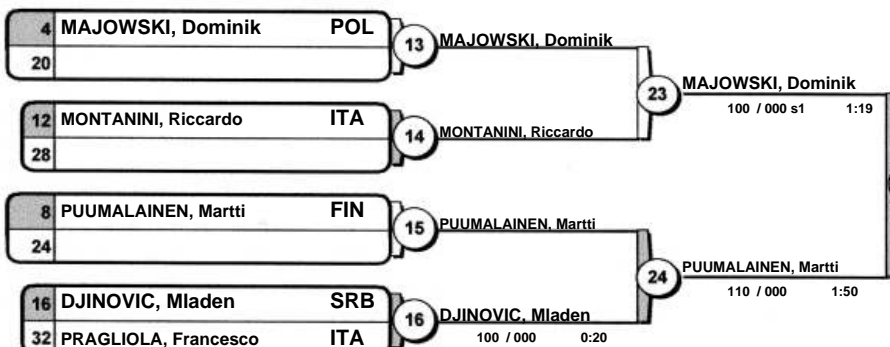 4 MAJOWSKI, Dominik POL
20
13 MAJOWSKI, Dominik
12 MONTANINI, Riccardo ITA
28
14 MONTANINI, Riccardo
23 MAJOWSKI, Dominik
100 / 000 s1 1:19
8 PUUMALAINEN, Martti FIN
24
15 PUUMALAINEN, Martti
16 DJINOVIC, Mladen SRB
32 PRAGLIOLA, Francesco ITA
16 DJINOVIC, Mladen
100 / 000 0:20
24 PUUMALAINEN, Martti
110 / 000 1:50